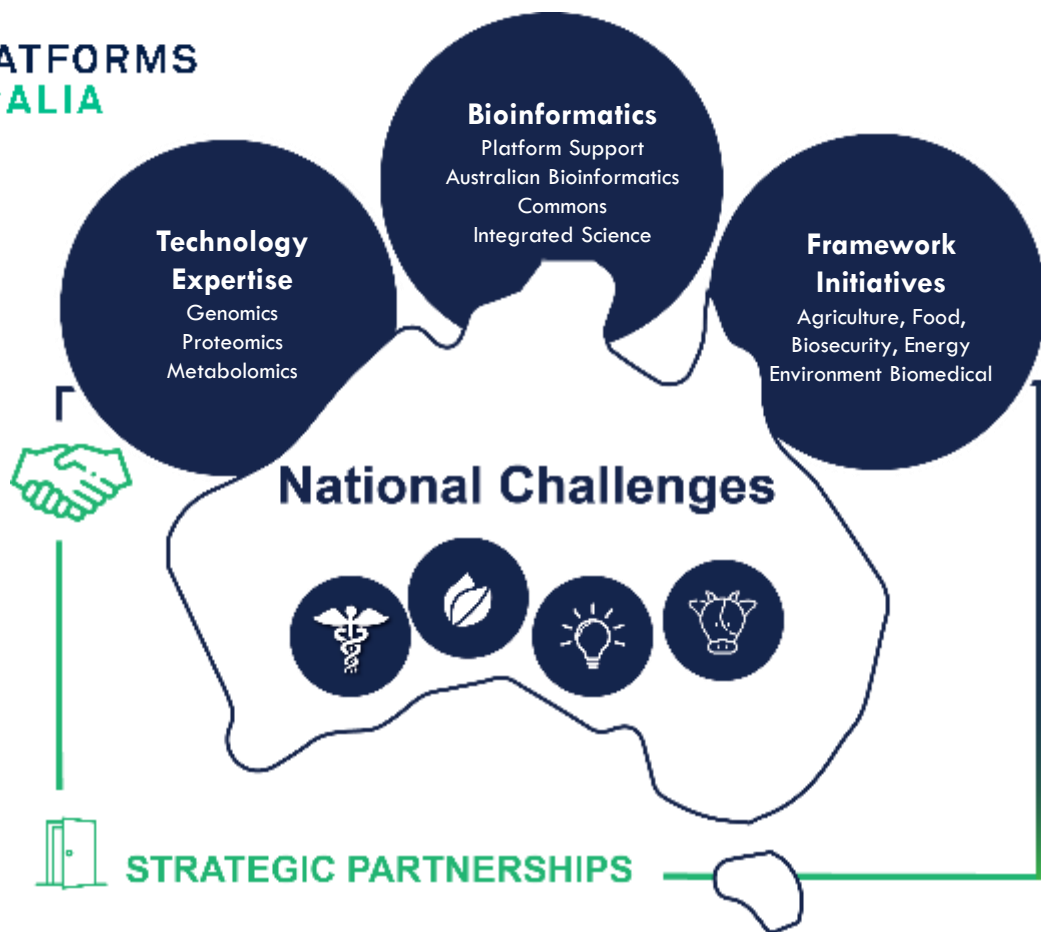 ATFORMS
ALIA
Bioinformatics
Platform Support
Australian Bioinformatics
Commons
Integrated Science
Technology
Expertise
Genomics
Proteomics
Metabolomics
Framework
Initiatives
Agriculture, Food,
Biosecurity, Energy
Environment Biomedical
National Challenges
STRATEGIC PARTNERSHIPS